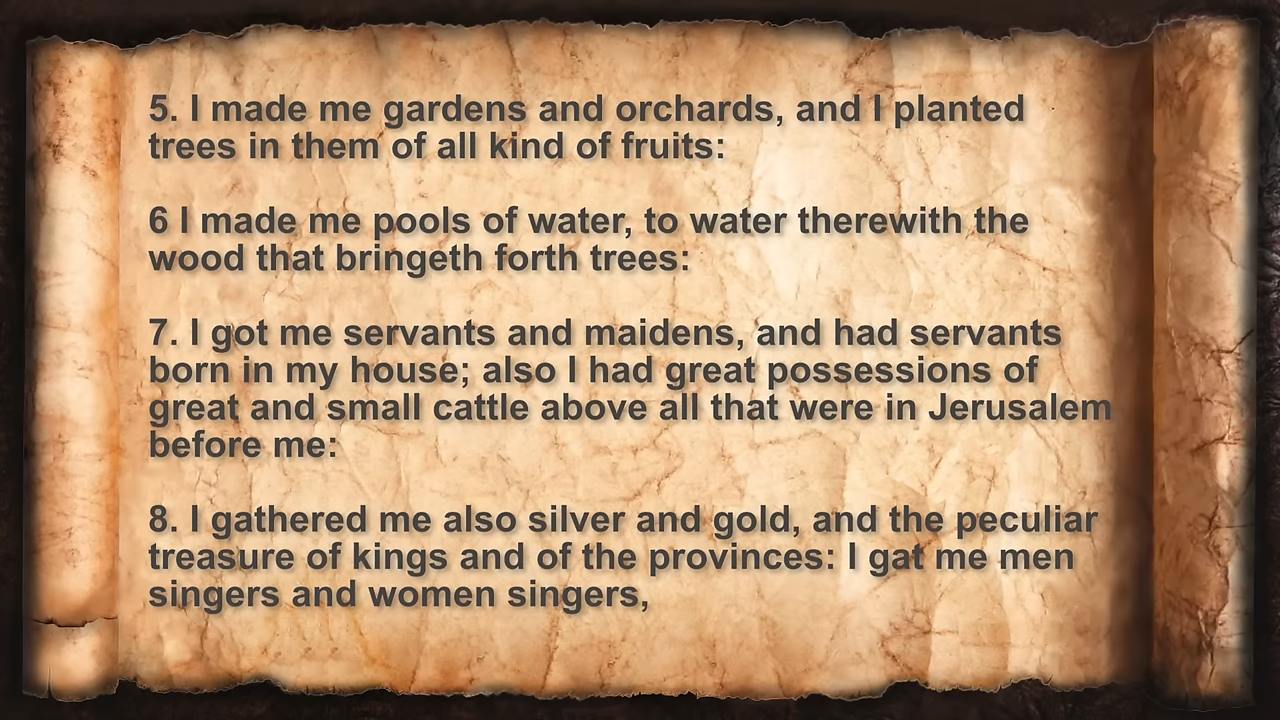 5. I made me gardens and orchards, and I planted
trees in them of all kind of fruits:
6 I made me pools of water, to water therewith the
wood that bringeth forth trees:
7. I got me servants and maidens, and had servants
born in my house; also I had great possessions of
great and small cattle above all that were in Jerusalem
before me:
8. I gathered me also silver and gold, and the peculiar
treasure of kings and of the provinces: I gat me men
singers and women singers,